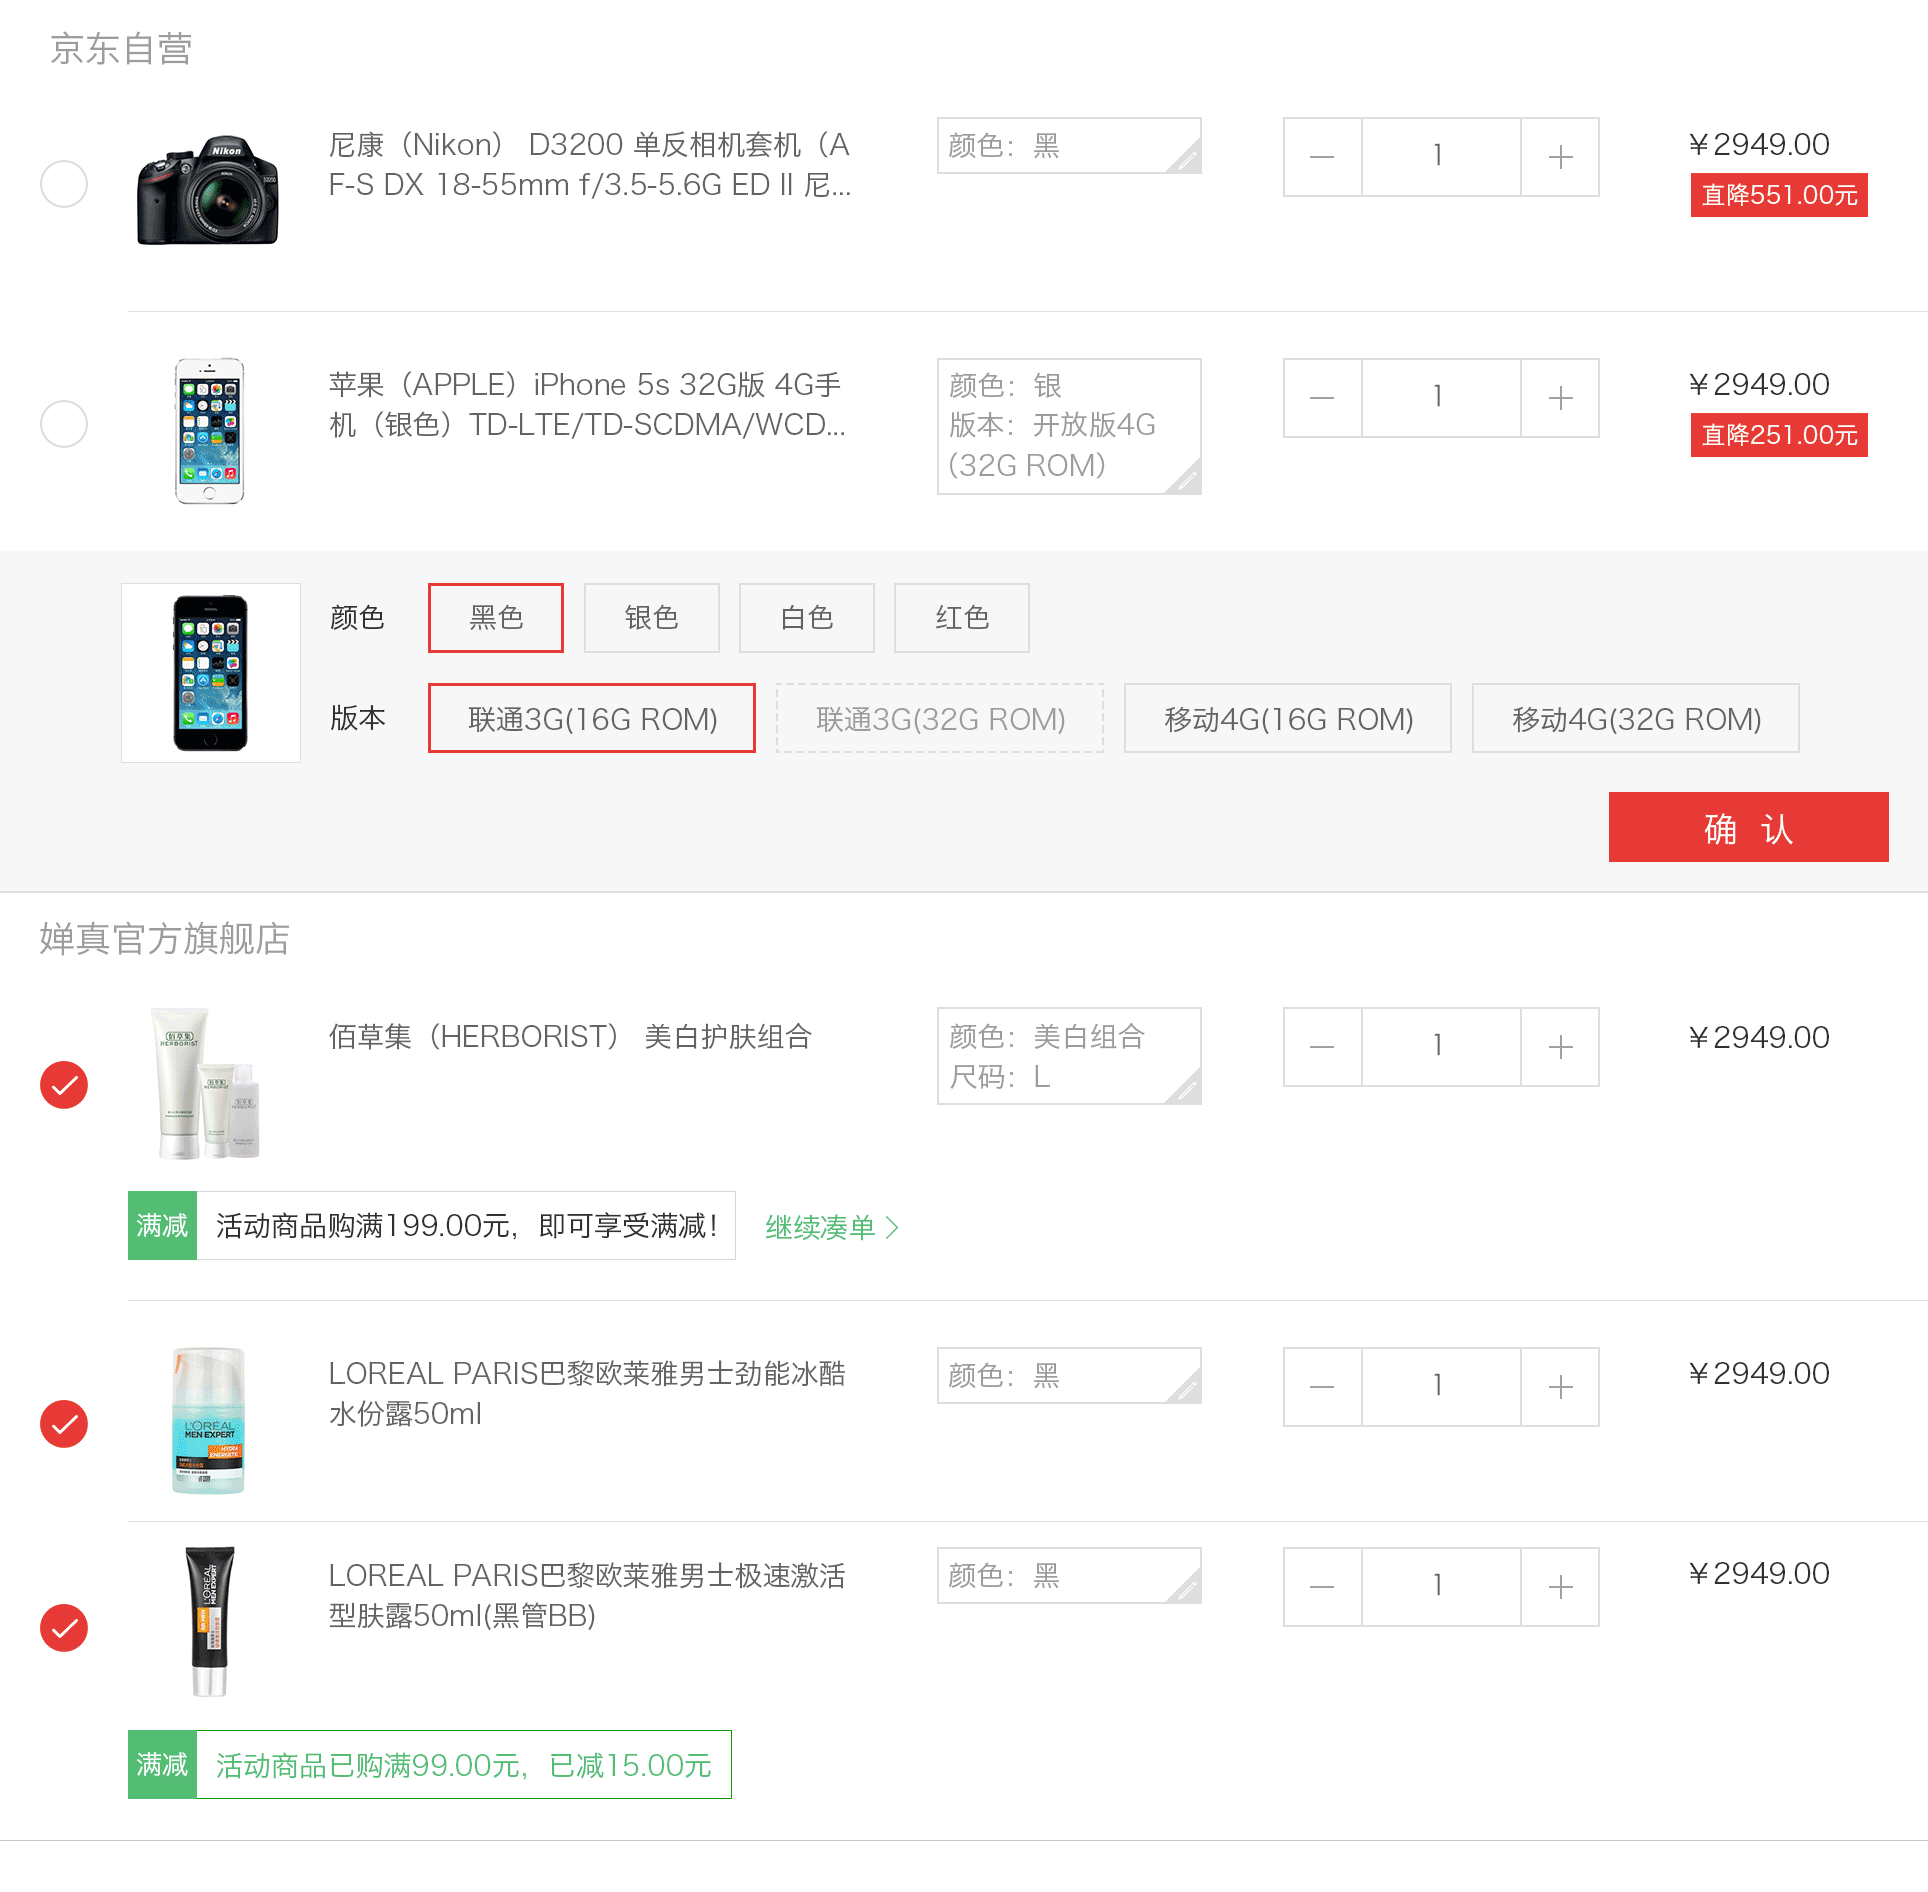 京东自营
尼康（Nikon） D3200 单反相机套机（A
F-S DX 18-55mm f/3.5-5.6G ED II 尼...
颜色：黑
1
¥2949.00
直降551.00元
Nikon
苹果（APPLE）iPhone 5s 32G版 4G手
机（银色）TD-LTE/TD-SCDMA/WCD...
颜色：银
版本：开放版4G
(32G ROM)
1
¥2949.00
直降251.00元
颜色
黑色
银色
白色
红色
版本
联通3G(16G ROM)
联通3G(32G ROM)
移动4G(16G ROM)
移动4G(32G ROM)
确 认
婵真官方旗舰店
佰草集
HERBORIST
佰草集（HERBORIST） 美白护肤组合
颜色：美白组合
尺码：L
1
¥2949.00
满减
活动商品购满199.00元，即可享受满减！
继续凑单
L'ORÉAL
MEN EXPERT
HYDRA
ENERGETIC
LOREAL PARIS巴黎欧莱雅男士劲能冰酷
水份露50ml
颜色：黑
1
¥2949.00
L'ORÉAL
MEN EXPERT
LOREAL PARIS巴黎欧莱雅男士极速激活
型肤露50ml(黑管BB)
颜色：黑
1
¥2949.00
满减
活动商品已购满99.00元，已减15.00元